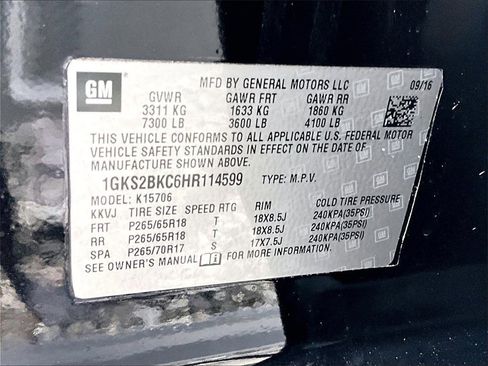 GM
MFD BY GENERAL MOTORS LLC 09/16
GVWR GAWR FRT GAWR RR
3311 KG 1633 KG 1860 KG
7300 LB 3600 LB 4100 LB
THIS VEHICLE CONFORMS TO ALL APPLICABLE U.S. FEDERAL MOTOR
VEHICLE SAFETY STANDARDS IN EFFECT ON THE DATE OF
MANUFACTURE SHOWN ABOVE.
1GKS2BKC6HR114599 TYPE: M.P.V.
MODEL: K15706
KKVJ TIRE SIZE SPEED RTG RIM COLD TIRE PRESSURE
FRT P265/65R18 T 18X8.5J 240KPA(35PSI)
RR P265/65R18 T 18X8.5J 240KPA(35PSI)
SPA P265/70R17 S 17X7.5J 240KPA(35PSI)
SEE OWNER'S MANUAL FOR MORE INFORMATION.